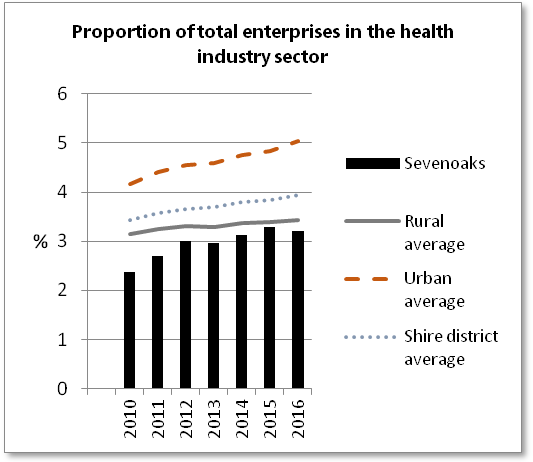 Proportion of total enterprises in the health
industry sector
6
5
4
3
2
1
0
%
2010
2011
2012
2013
2014
2015
2016
Sevenoaks
Rural
average
Urban
average
Shire district
average